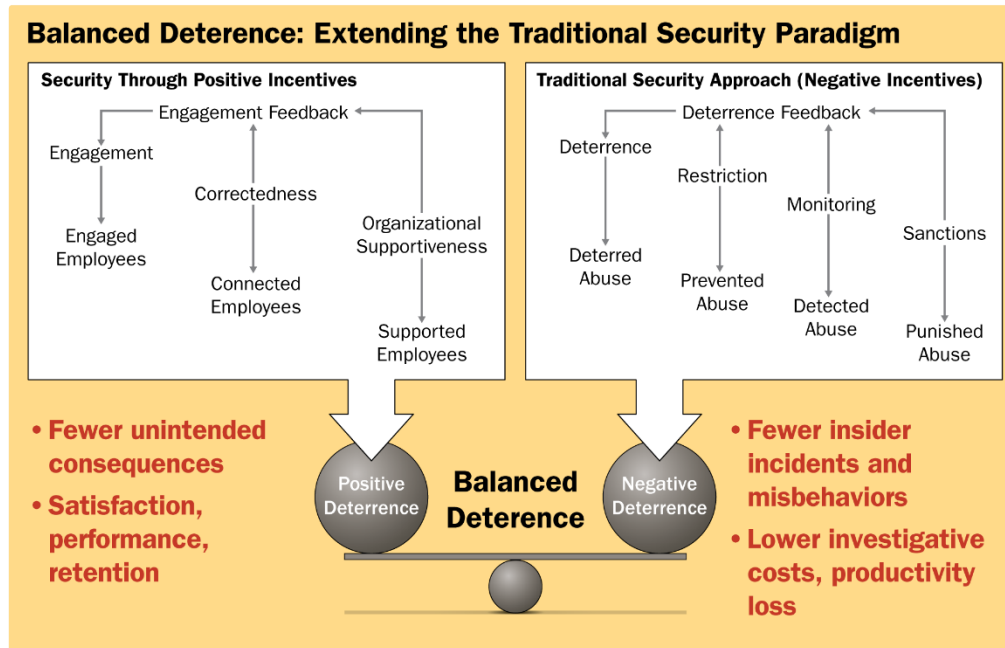 Balanced Deterence: Extending the Traditional Security Paradigm
Security Through Positive Incentives
Engagement Feedback
Engagement
Correctedness
Organizational
Supportiveness
Engaged
Employees
Connected
Employees
Supported
Employees
Traditional Security Approach (Negative Incentives)
Deterrence Feedback
Deterrence
Restriction
Monitoring
Sanctions
Deterred
Abuse
Prevented
Abuse
Detected
Abuse
Punished
Abuse
• Fewer unintended
consequences
• Satisfaction,
performance,
retention
Positive
Deterrence
Balanced
Deterence
Negative
Deterrence
• Fewer insider
incidents and
misbehaviors
• Lower investigative
costs, productivity
loss